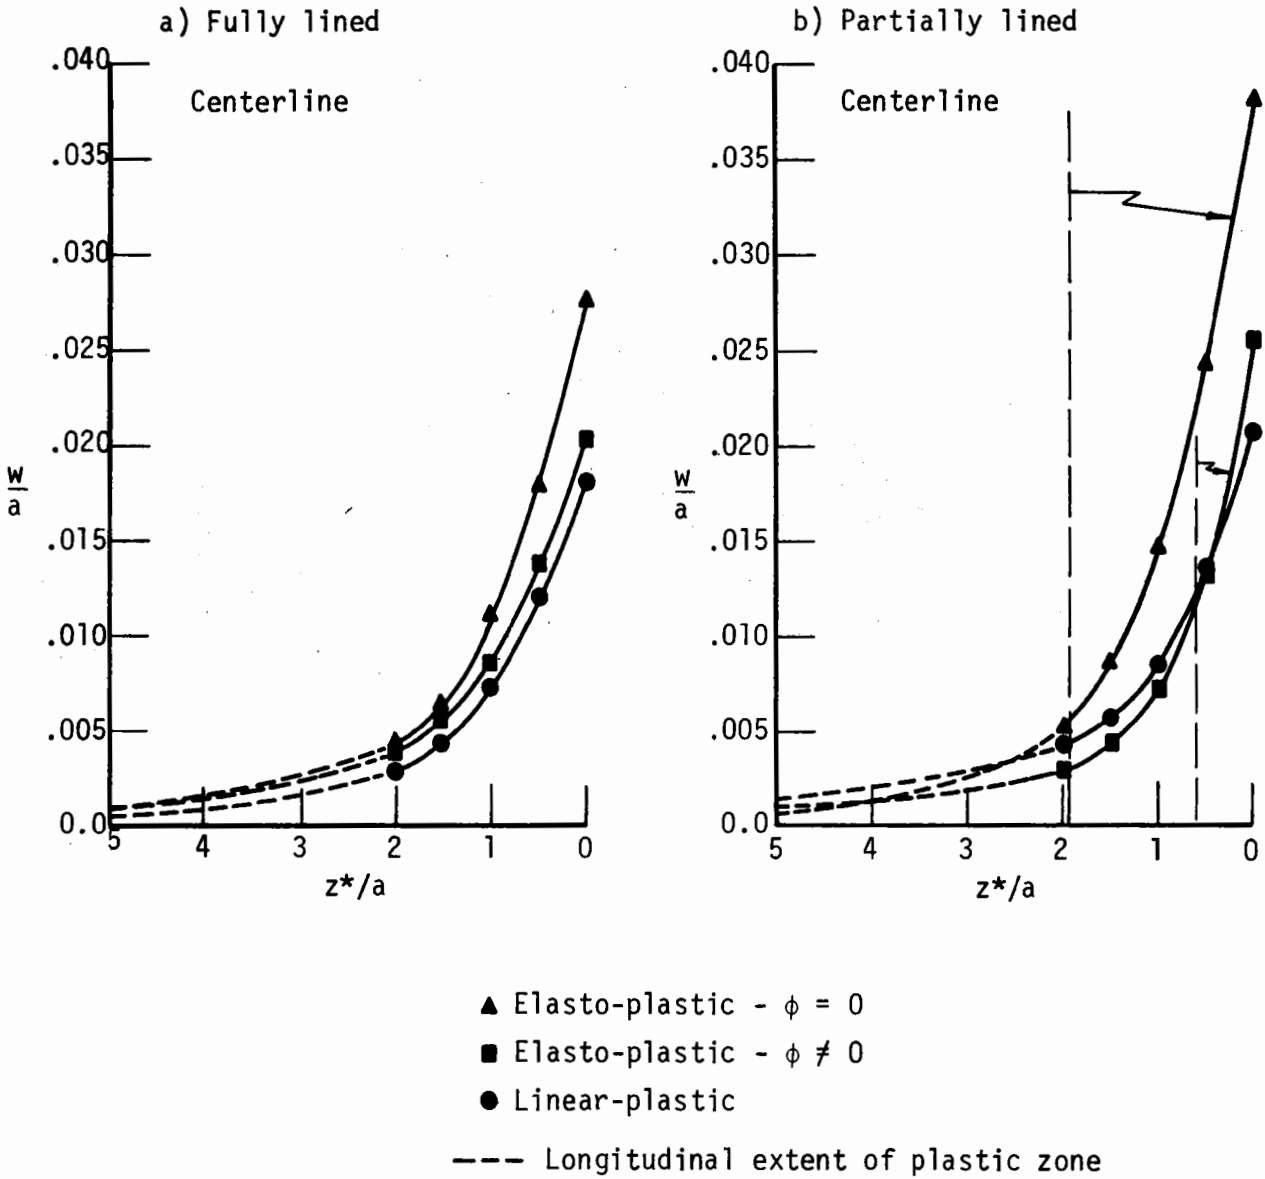 a) Fully lined
b) Partially lined
Centerline
.040
.035
.030
.025
.020
.015
.010
.005
0.0
w
a
5 4 3 2 1 0
z*/a
Centerline
.040
.035
.030
.025
.020
.015
.010
.005
0.0
w
a
5 4 3 2 1 0
z*/a
▲ Elasto-plastic - ϕ = 0
■ Elasto-plastic - ϕ ≠ 0
● Linear-plastic
--- Longitudinal extent of plastic zone